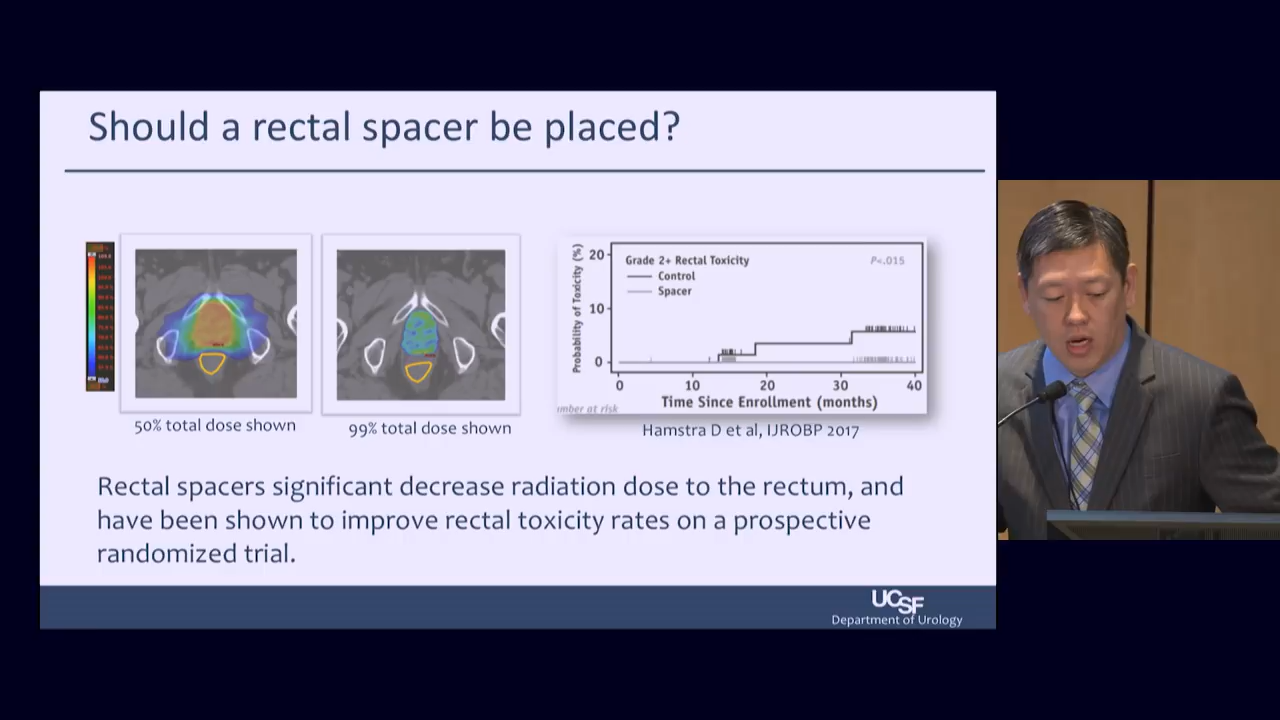 Should a rectal spacer be placed?
50% total dose shown
99% total dose shown
Probability of Toxicity (%)
20
10
0
Grade 2+ Rectal Toxicity
Control
Spacer
P<.015
0 10 20 30 40
Time Since Enrollment (months)
mber at risk
Hamstra D et al, IJROBP 2017
Rectal spacers significant decrease radiation dose to the rectum, and
have been shown to improve rectal toxicity rates on a prospective
randomized trial.
UCSF
Department of Urology